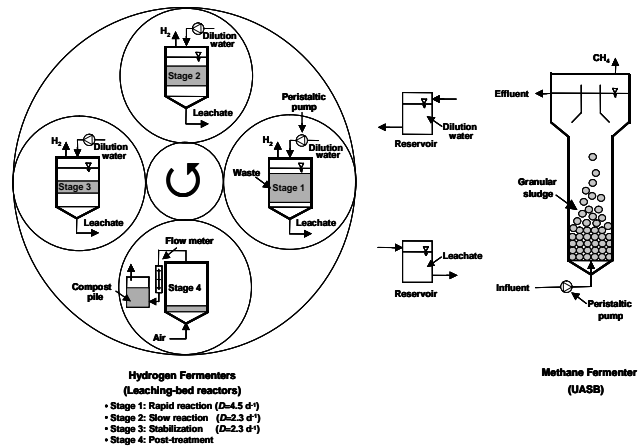 H2
Dilution
water
Stage 2
Leachate
Peristaltic
pump
H2
Dilution
water
Stage 3
Leachate
H2
Dilution
water
Waste
Stage 1
Leachate
Flow meter
Stage 4
Compost
pile
Air
Dilution
water
Reservoir
Leachate
Reservoir
CH4
Effluent
Granular
sludge
Influent
Peristaltic
pump
Hydrogen Fermenters
(Leaching-bed reactors)
• Stage 1: Rapid reaction (D=4.5 d-1)
• Stage 2: Slow reaction (D=2.3 d-1)
• Stage 3: Stabilization (D=2.3 d-1)
• Stage 4: Post-treatment
Methane Fermenter
(UASB)